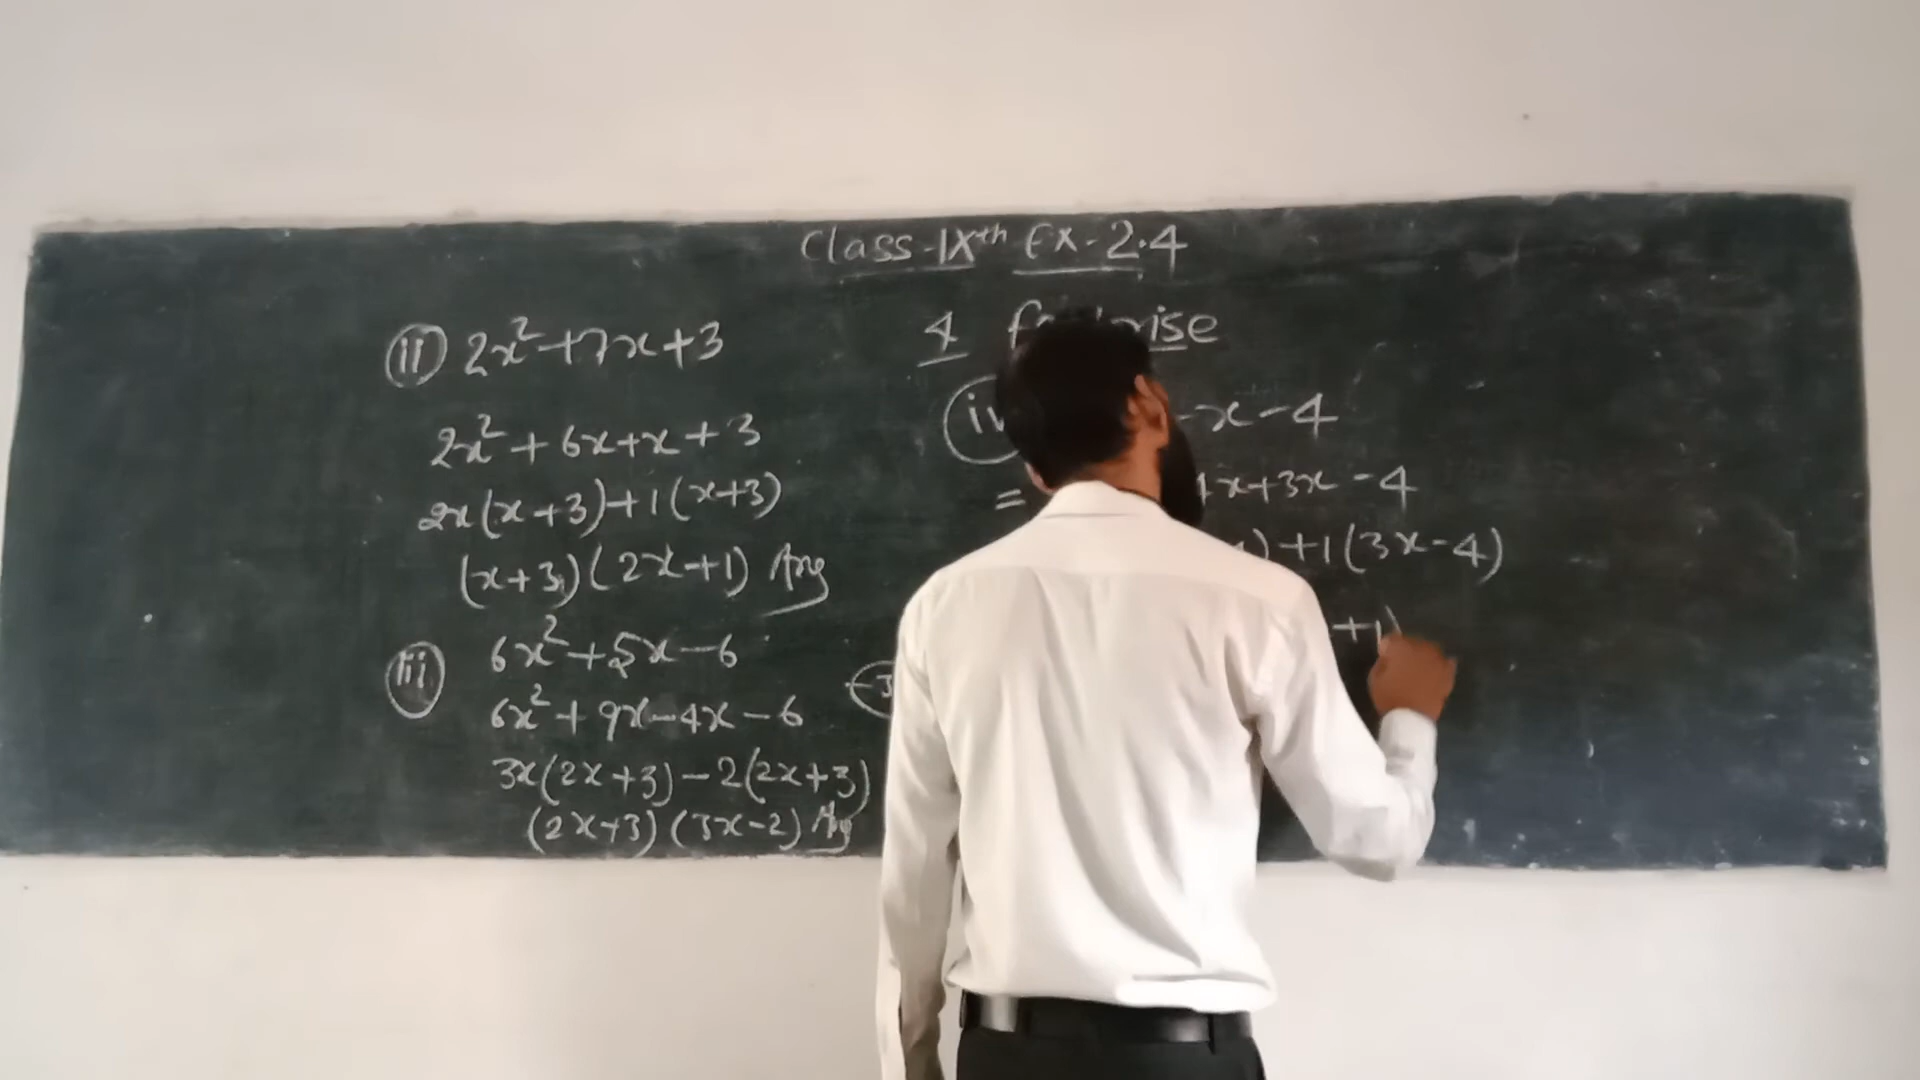 Class-IXth Ex-2.4
(ii) 2x²+7x+3
2x²+6x+x+3
2x(x+3)+1(x+3)
(x+3)(2x+1) Ans
(iii) 6x²+5x-6
6x²+9x-4x-6
3x(2x+3)-2(2x+3)
(2x+3)(3x-2) Ans
4
-x-4
= 4x+3x-4
)+1(3x-4)
+1)